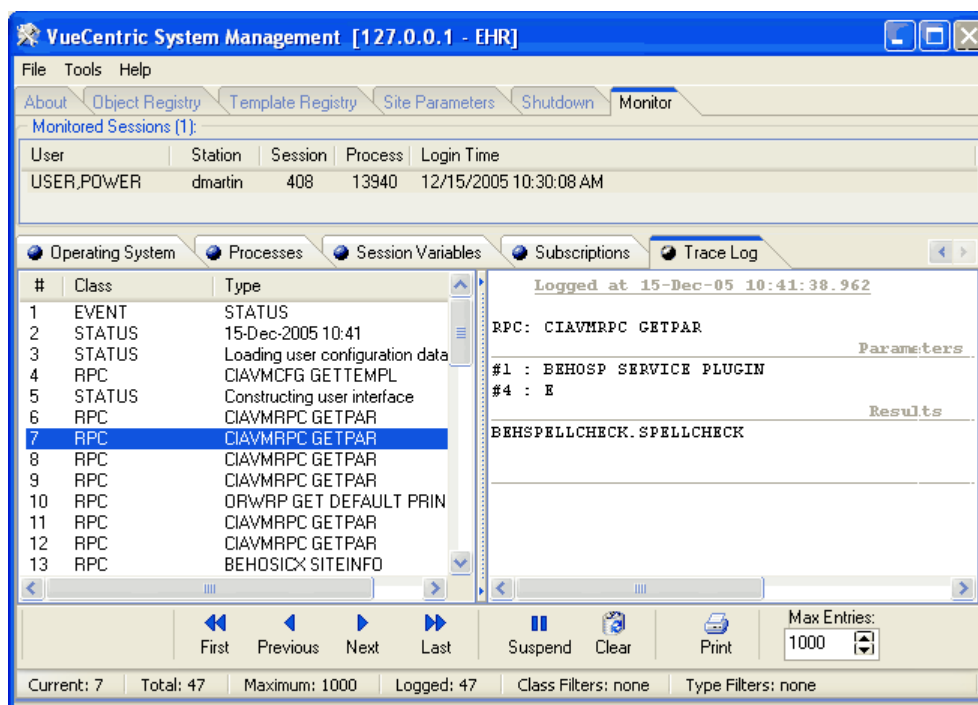 VueCentric System Management [127.0.0.1 - EHR]
File Tools Help
About Object Registry Template Registry Site Parameters Shutdown Monitor
Monitored Sessions (1):
User Station Session Process Login Time
USER,POWER dmartin 408 13940 12/15/2005 10:30:08 AM
Operating System Processes Session Variables Subscriptions Trace Log
# Class Type
1 EVENT STATUS
2 STATUS 15-Dec-2005 10:41
3 STATUS Loading user configuration data
4 RPC CIAVMCFG GETTEMPL
5 STATUS Constructing user interface
6 RPC CIAVMRPC GETPAR
7 RPC CIAVMRPC GETPAR
8 RPC CIAVMRPC GETPAR
9 RPC CIAVMRPC GETPAR
10 RPC ORWRP GET DEFAULT PRIN
11 RPC CIAVMRPC GETPAR
12 RPC CIAVMRPC GETPAR
13 RPC BEHOSICX SITEINFO
Logged at 15-Dec-05 10:41:38.962
RPC: CIAVMRPC GETPAR
Parameters
#1 : BEHOSP SERVICE PLUGIN
#4 : E
Results
BEHSPELLCHECK.SPELLCHECK
First Previous Next Last Suspend Clear Print Max Entries:
1000
Current: 7 Total: 47 Maximum: 1000 Logged: 47 Class Filters: none Type Filters: none